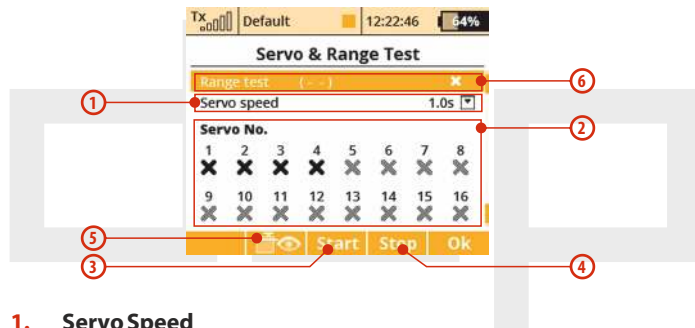 Tx Default 12:22:46 64%
Servo & Range Test
Range test (--)
6
1
Servo speed 1.0s
2
Servo No.
1 2 3 4 5 6 7 8
9 10 11 12 13 14 15 16
5
Start Stop Ok
3
4
1. Servo Speed